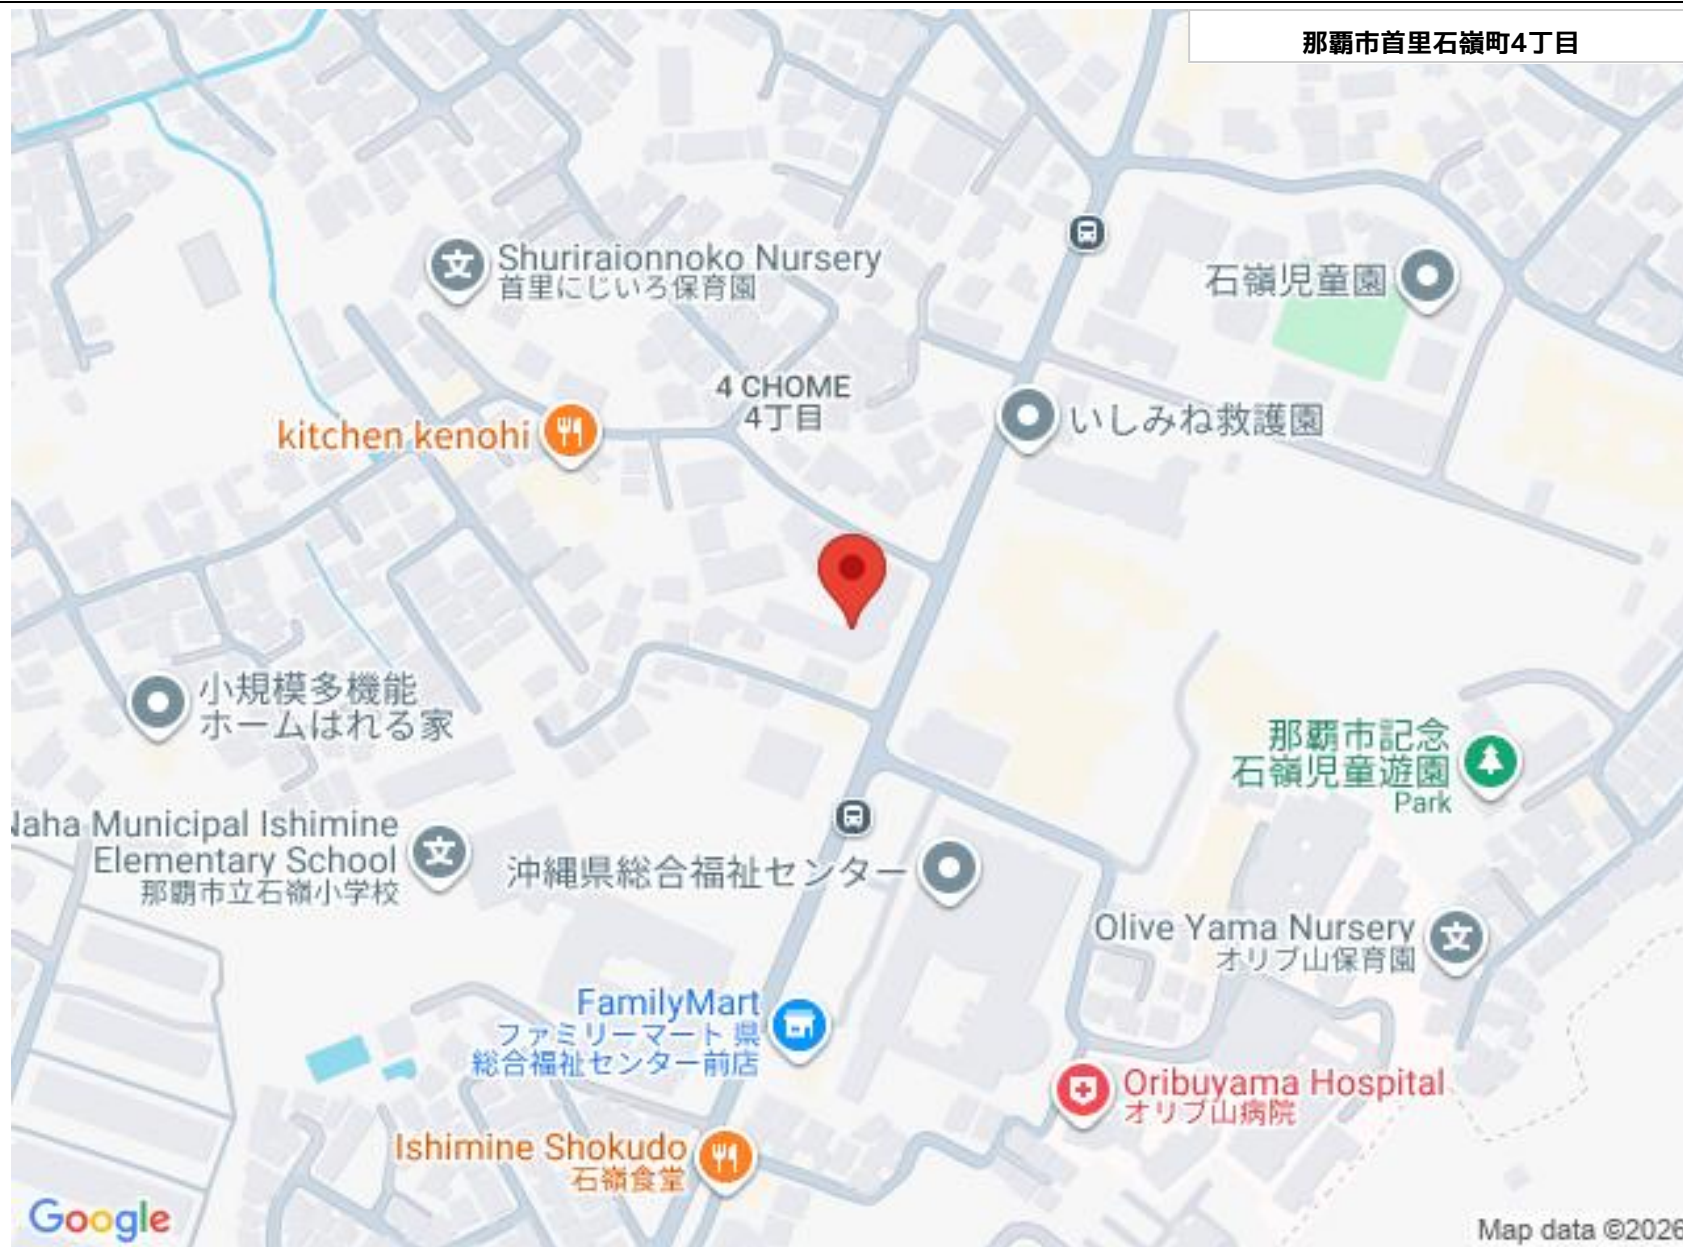 那覇市首里石嶺町4丁目
Shuriraionnoko Nursery
首里にじいろ保育園
石嶺児童園
4 CHOME
4丁目
kitchen kenohi
いしみね救護園
小規模多機能
ホームはれる家
那覇市記念
石嶺児童遊園
Park
Naha Municipal Ishimine
Elementary School
那覇市立石嶺小学校
沖縄県総合福祉センター
Olive Yama Nursery
オリブ山保育園
FamilyMart
ファミリーマート 県
総合福祉センター前店
Oribuyama Hospital
オリブ山病院
Ishimine Shokudo
石嶺食堂
Google
Map data ©2026